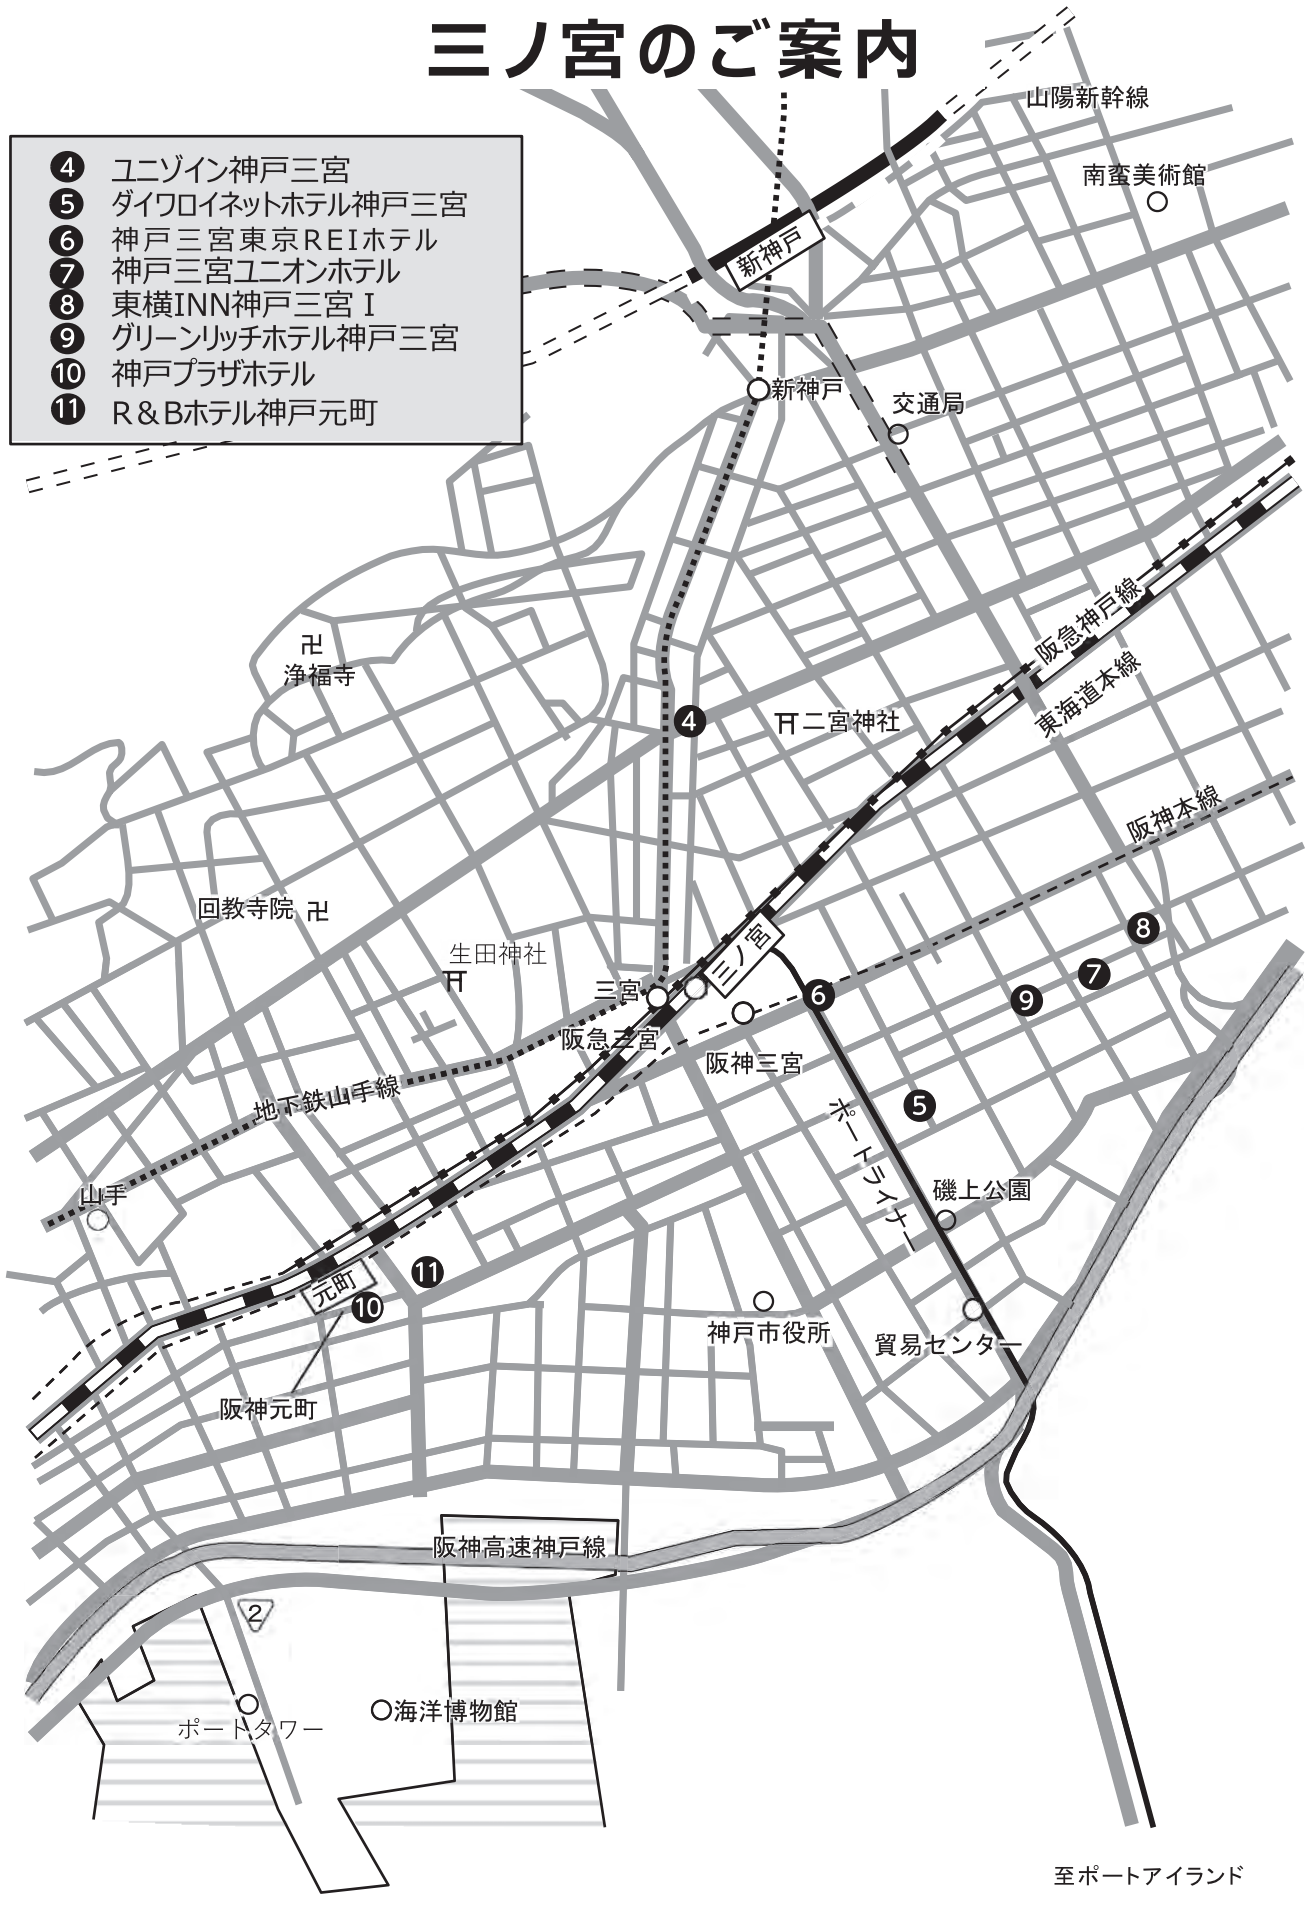 三ノ宮のご案内
④ ユニゾイン神戸三宮
⑤ ダイワロイネットホテル神戸三宮
⑥ 神戸三宮東京REIホテル
⑦ 神戸三宮ユニオンホテル
⑧ 東横INN神戸三宮Ⅰ
⑨ グリーンリッチホテル神戸三宮
⑩ 神戸プラザホテル
⑪ R&Bホテル神戸元町
山陽新幹線
南蛮美術館
新神戸
新神戸
交通局
阪急神戸線
卍
浄福寺
東海道本線
④
二宮神社
阪神本線
回教寺院
卍
生田神社
三ノ宮
⑧
⑦
三宮
⑥
⑨
阪急三宮
阪神三宮
地下鉄山手線
⑤
ポートライナー
山手
磯上公園
元町
⑪
⑩
神戸市役所
貿易センター
阪神元町
阪神高速神戸線
2
ポートタワー
海洋博物館
至ポートアイランド